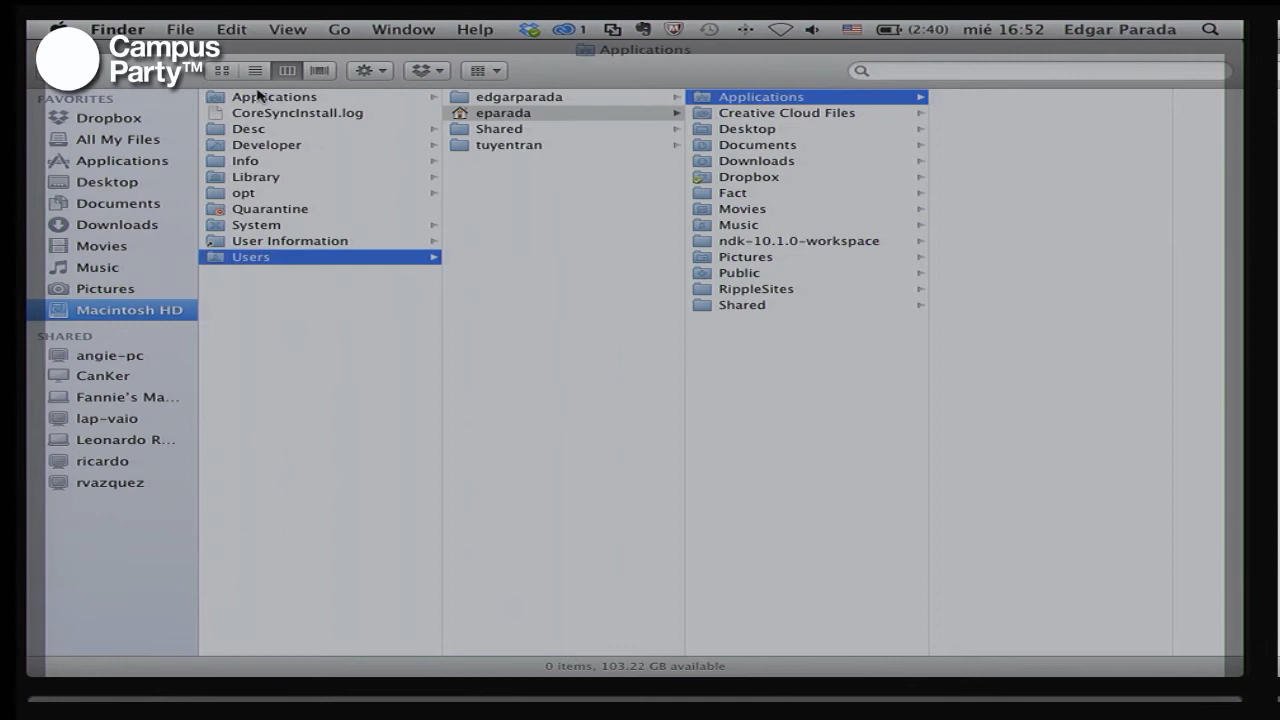 Finder File Edit View Go Window Help 1 (2:40) mié 16:52 Edgar Parada
Campus
Party™
Applications
FAVORITES
Dropbox
All My Files
Applications
Desktop
Documents
Downloads
Movies
Music
Pictures
Macintosh HD
SHARED
angie-pc
CanKer
Fannie's Ma...
lap-vaio
Leonardo R...
ricardo
rvazquez
Applications
CoreSyncInstall.log
Desc
Developer
Info
Library
opt
Quarantine
System
User Information
Users
edgarparada
eparada
Shared
tuyentran
Applications
Creative Cloud Files
Desktop
Documents
Downloads
Dropbox
Fact
Movies
Music
ndk-10.1.0-workspace
Pictures
Public
RippleSites
Shared
0 items, 103.22 GB available